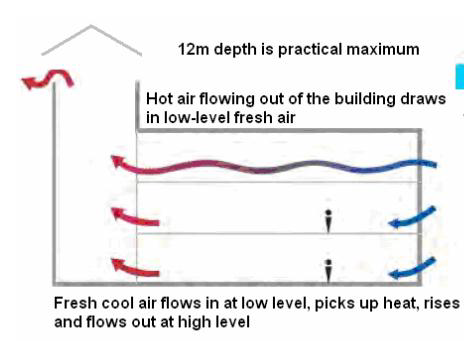 12m depth is practical maximum
Hot air flowing out of the building draws
in low-level fresh air
Fresh cool air flows in at low level, picks up heat, rises
and flows out at high level